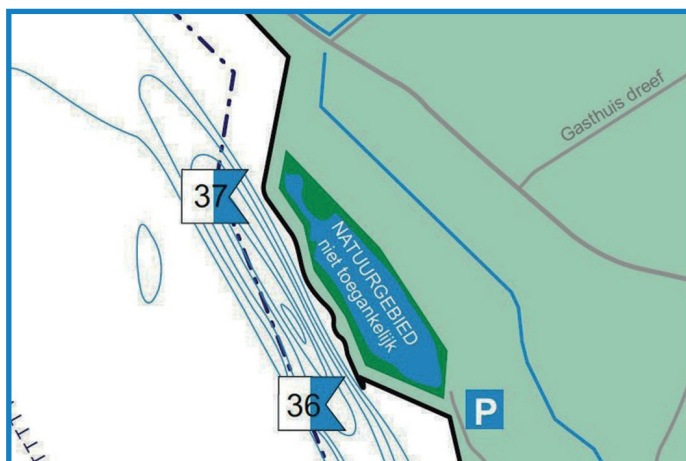 Gasthuis dreef
37
NATUURGEBIED
niet toegankelijk
36
P